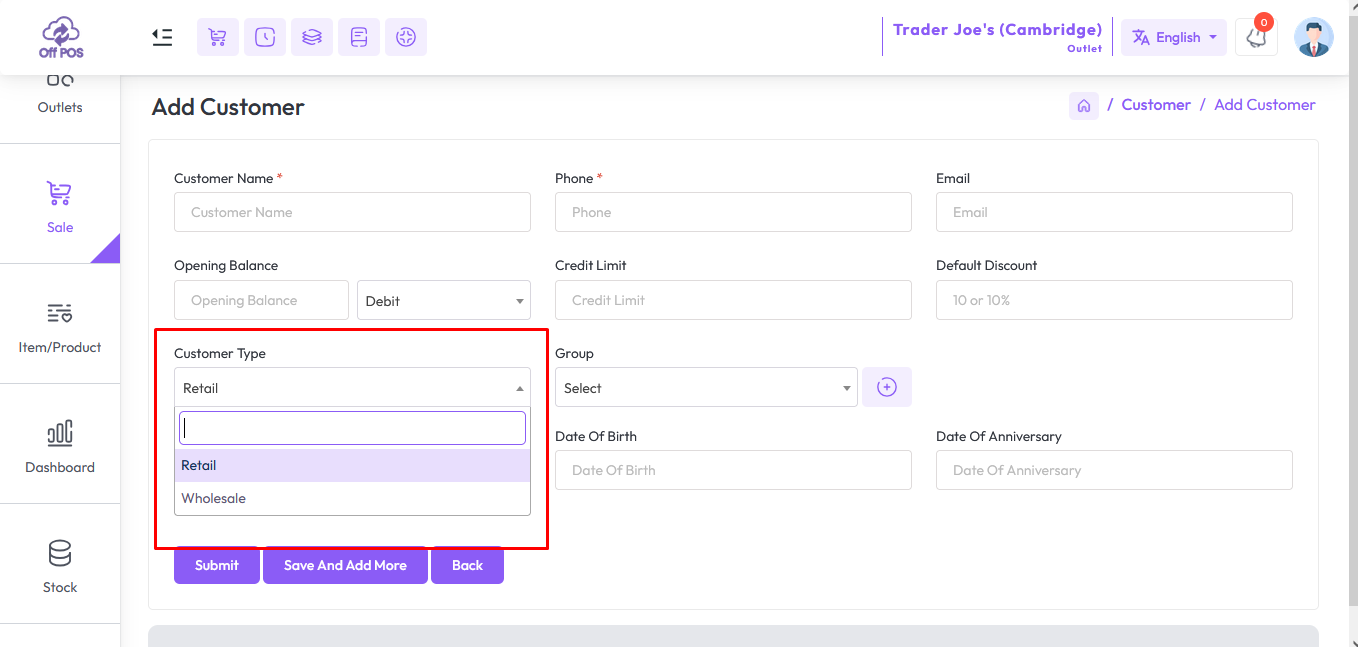 Off POS
Trader Joe's (Cambridge)
Outlet
English
0
Outlets
Sale
Item/Product
Dashboard
Stock
Add Customer
/ Customer / Add Customer
Customer Name *
Customer Name
Phone *
Phone
Email
Email
Opening Balance
Opening Balance
Debit
Credit Limit
Credit Limit
Default Discount
10 or 10%
Customer Type
Retail
Retail
Wholesale
Group
Select
Date Of Birth
Date Of Birth
Date Of Anniversary
Date Of Anniversary
Submit
Save And Add More
Back